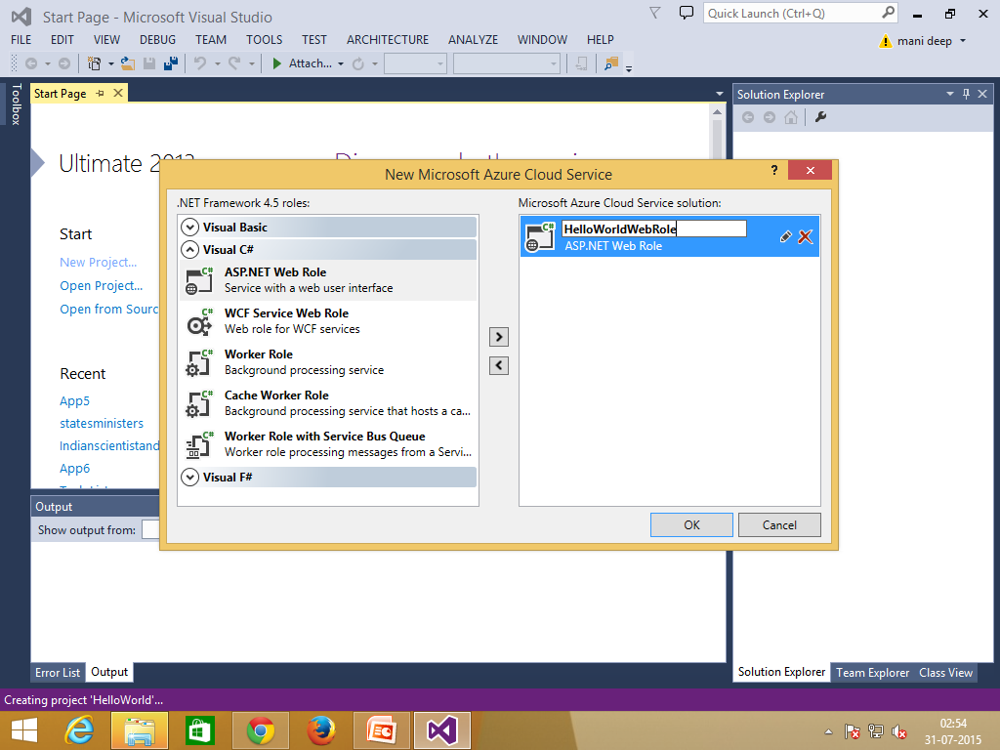 Start Page - Microsoft Visual Studio
Quick Launch (Ctrl+Q)
FILE EDIT VIEW DEBUG TEAM TOOLS TEST ARCHITECTURE ANALYZE WINDOW HELP
mani deep
Attach...
Toolbox
Start Page
Solution Explorer
Ultimate 2013
New Microsoft Azure Cloud Service
?
.NET Framework 4.5 roles:
Visual Basic
Visual C#
ASP.NET Web Role
Service with a web user interface
WCF Service Web Role
Web role for WCF services
Worker Role
Background processing service
Cache Worker Role
Background processing service that hosts a ca...
Worker Role with Service Bus Queue
Worker role processing messages from a Servi...
Visual F#
Microsoft Azure Cloud Service solution:
HelloWorldWebRole
ASP.NET Web Role
OK Cancel
Start
New Project...
Open Project...
Open from Sourc
Recent
App5
statesministers
Indianscientistand
App6
Output
Show output from:
Error List Output
Solution Explorer Team Explorer Class View
Creating project 'HelloWorld'...
02:54
31-07-2015